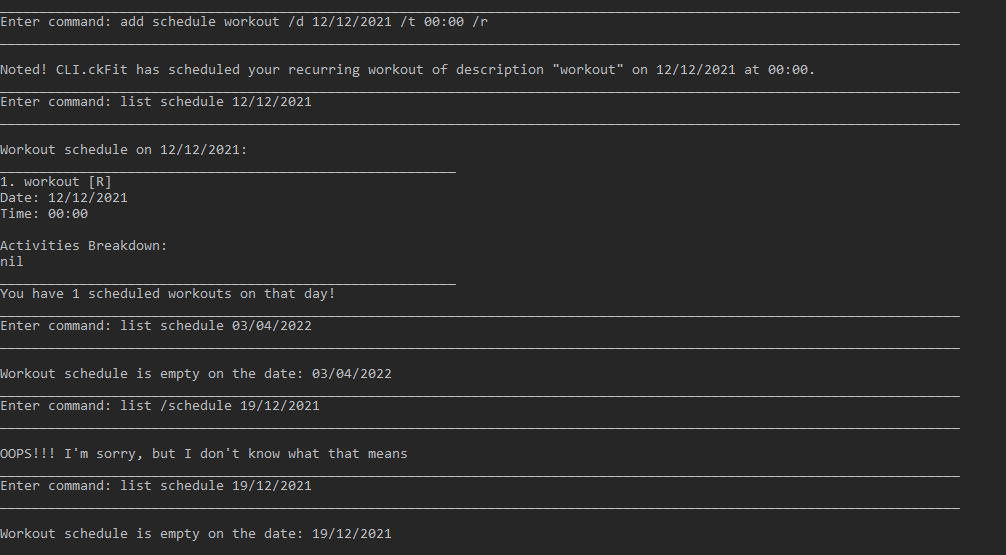 Enter command: add schedule workout /d 12/12/2021 /t 00:00 /r
Noted! CLI.ckFit has scheduled your recurring workout of description "workout" on 12/12/2021 at 00:00.
Enter command: list schedule 12/12/2021
Workout schedule on 12/12/2021:
1. workout [R]
Date: 12/12/2021
Time: 00:00
Activities Breakdown:
nil
You have 1 scheduled workouts on that day!
Enter command: list schedule 03/04/2022
Workout schedule is empty on the date: 03/04/2022
Enter command: list /schedule 19/12/2021
OOPS!!! I'm sorry, but I don't know what that means
Enter command: list schedule 19/12/2021
Workout schedule is empty on the date: 19/12/2021